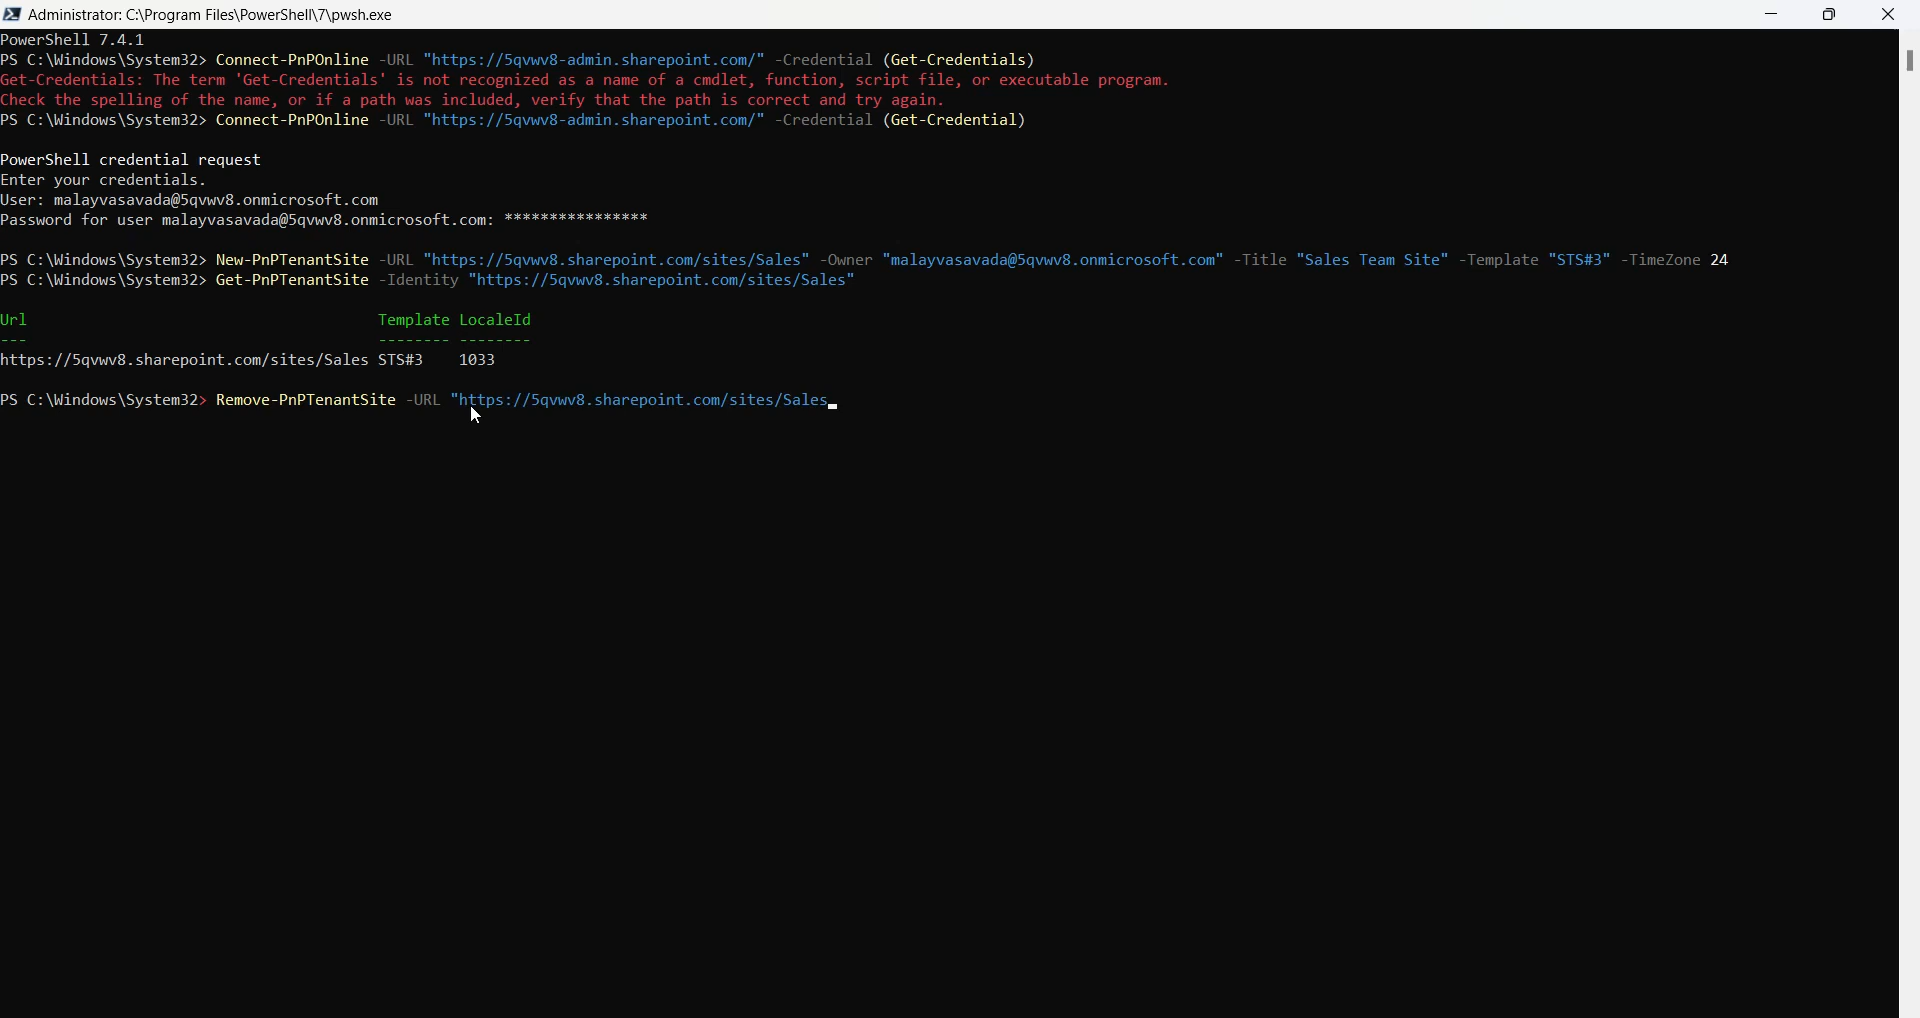 Administrator: C:\Program Files\PowerShell\7\pwsh.exe
PowerShell 7.4.1
PS C:\Windows\System32> Connect-PnPOnline -URL "https://5qvwv8-admin.sharepoint.com/" -Credential (Get-Credentials)
Get-Credentials: The term 'Get-Credentials' is not recognized as a name of a cmdlet, function, script file, or executable program.
Check the spelling of the name, or if a path was included, verify that the path is correct and try again.
PS C:\Windows\System32> Connect-PnPOnline -URL "https://5qvwv8-admin.sharepoint.com/" -Credential (Get-Credential)
PowerShell credential request
Enter your credentials.
User: malayvasavada@5qvwv8.onmicrosoft.com
Password for user malayvasavada@5qvwv8.onmicrosoft.com: ****************
PS C:\Windows\System32> New-PnPTenantSite -URL "https://5qvwv8.sharepoint.com/sites/Sales" -Owner "malayvasavada@5qvwv8.onmicrosoft.com" -Title "Sales Team Site" -Template "STS#3" -TimeZone 24
PS C:\Windows\System32> Get-PnPTenantSite -Identity "https://5qvwv8.sharepoint.com/sites/Sales"
Url Template LocaleId
--- -------- --------
https://5qvwv8.sharepoint.com/sites/Sales STS#3 1033
PS C:\Windows\System32> Remove-PnPTenantSite -URL "https://5qvwv8.sharepoint.com/sites/Sales